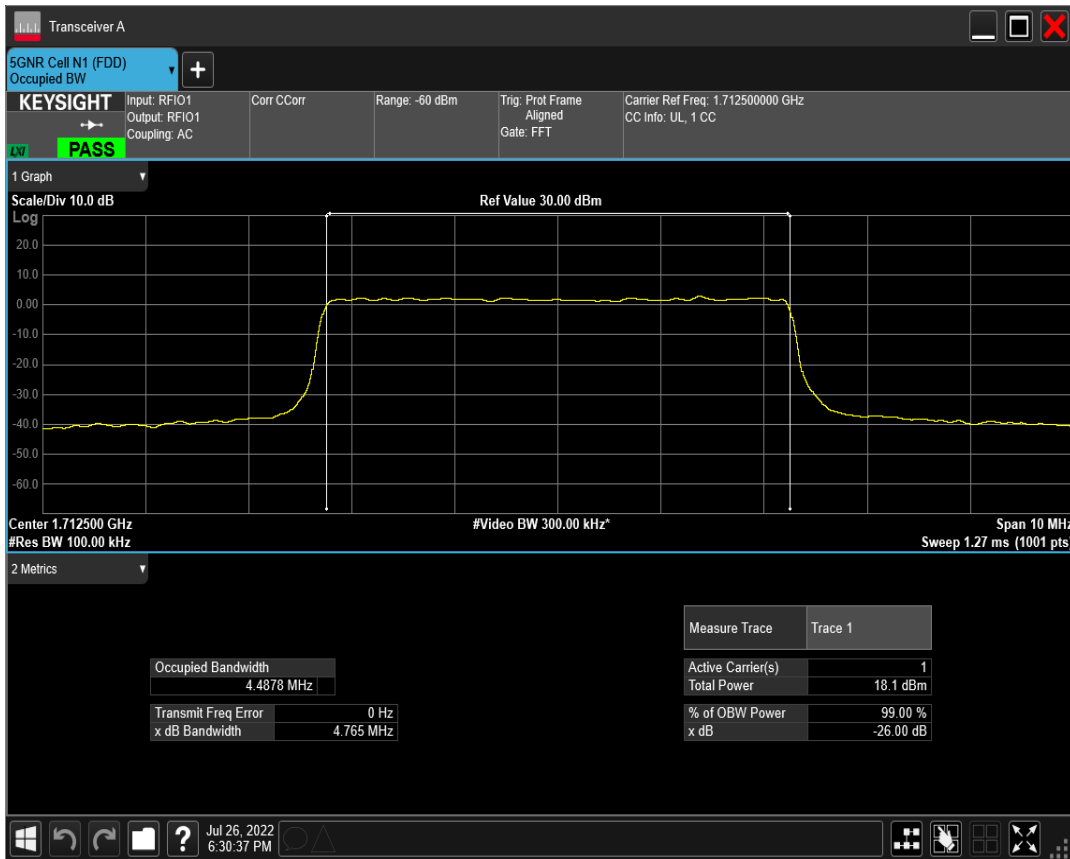 Transceiver A
5GNR Cell N1 (FDD)
Occupied BW
KEYSIGHT
LXI
PASS
Input: RFIO1
Output: RFIO1
Coupling: AC
Corr CCorr
Range: -60 dBm
Trig: Prot Frame
Aligned
Gate: FFT
Carrier Ref Freq: 1.712500000 GHz
CC Info: UL, 1 CC
1 Graph
Scale/Div 10.0 dB
Ref Value 30.00 dBm
Log
20.0
10.0
0.00
-10.0
-20.0
-30.0
-40.0
-50.0
-60.0
Center 1.712500 GHz
#Video BW 300.00 kHz*
Span 10 MHz
#Res BW 100.00 kHz
Sweep 1.27 ms (1001 pts)
2 Metrics
Measure Trace Trace 1
Occupied Bandwidth
4.4878 MHz
Active Carrier(s) 1
Total Power 18.1 dBm
Transmit Freq Error 0 Hz
x dB Bandwidth 4.765 MHz
% of OBW Power 99.00 %
x dB -26.00 dB
?
Jul 26, 2022
6:30:37 PM